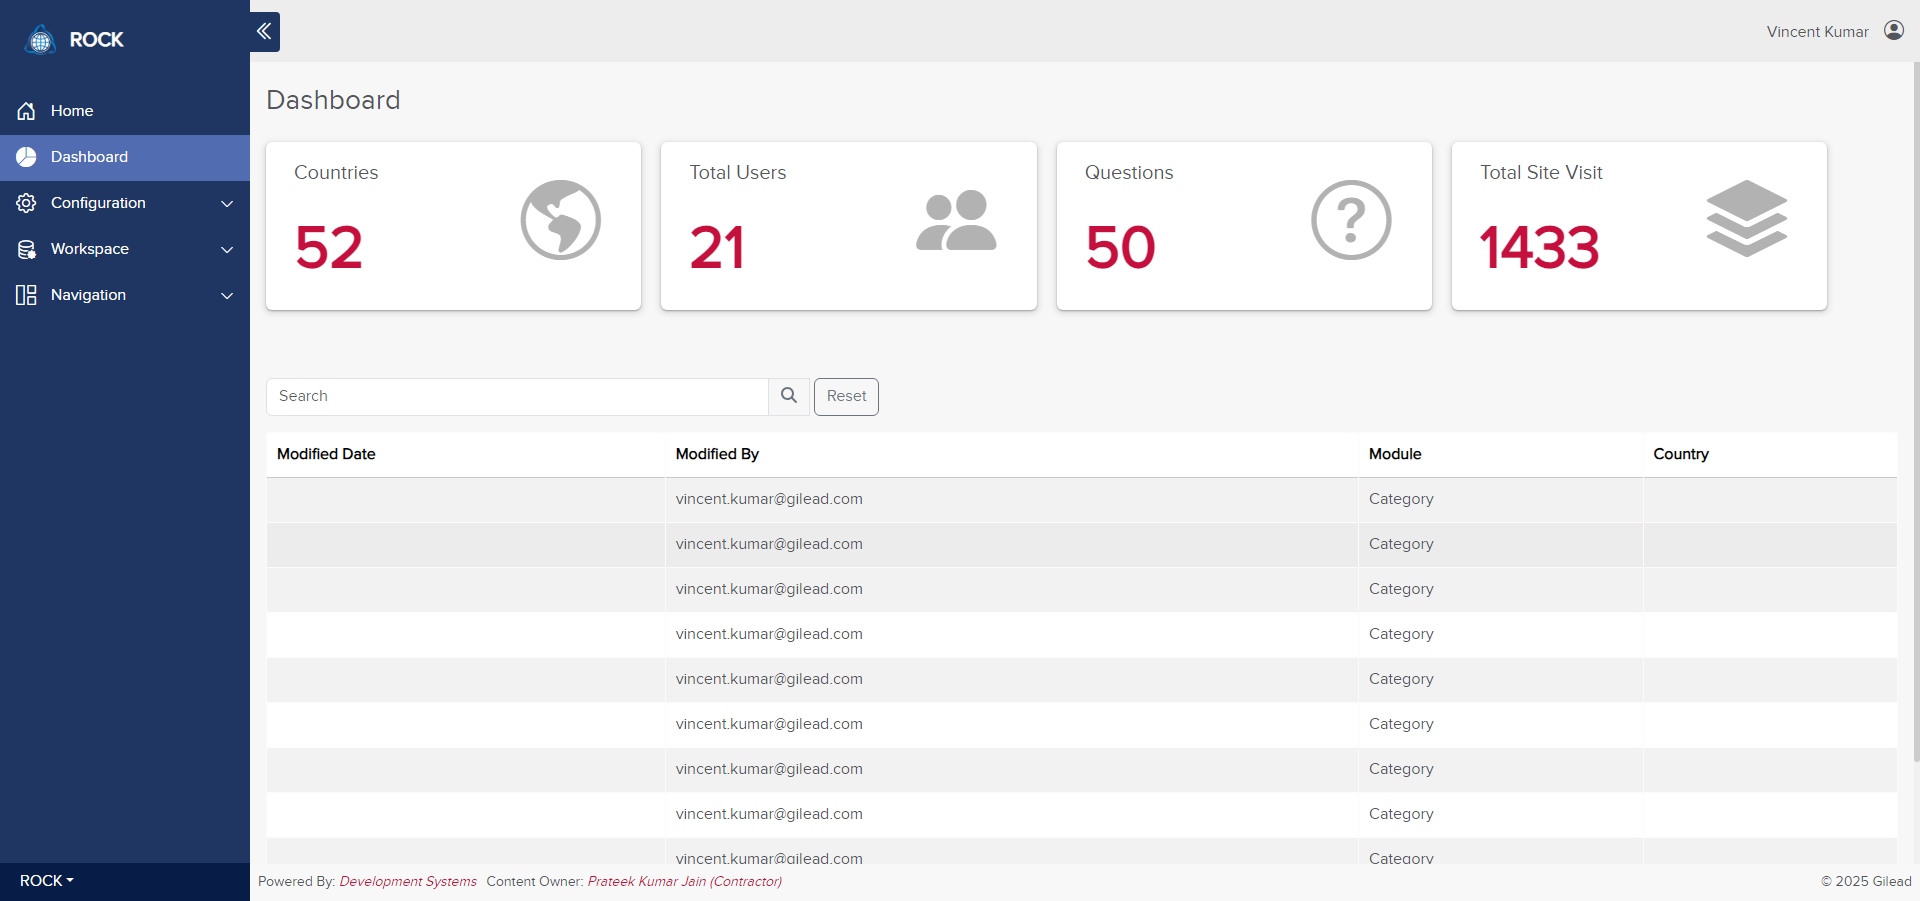 ROCK
Vincent Kumar
Home
Dashboard
Configuration
Workspace
Navigation
Dashboard
Countries
52
Total Users
21
Questions
50
Total Site Visit
1433
Search
Reset
Modified Date Modified By Module Country
vincent.kumar@gilead.com Category
vincent.kumar@gilead.com Category
vincent.kumar@gilead.com Category
vincent.kumar@gilead.com Category
vincent.kumar@gilead.com Category
vincent.kumar@gilead.com Category
vincent.kumar@gilead.com Category
vincent.kumar@gilead.com Category
vincent.kumar@gilead.com Category
ROCK
Powered By: Development Systems Content Owner: Prateek Kumar Jain (Contractor)
© 2025 Gilead